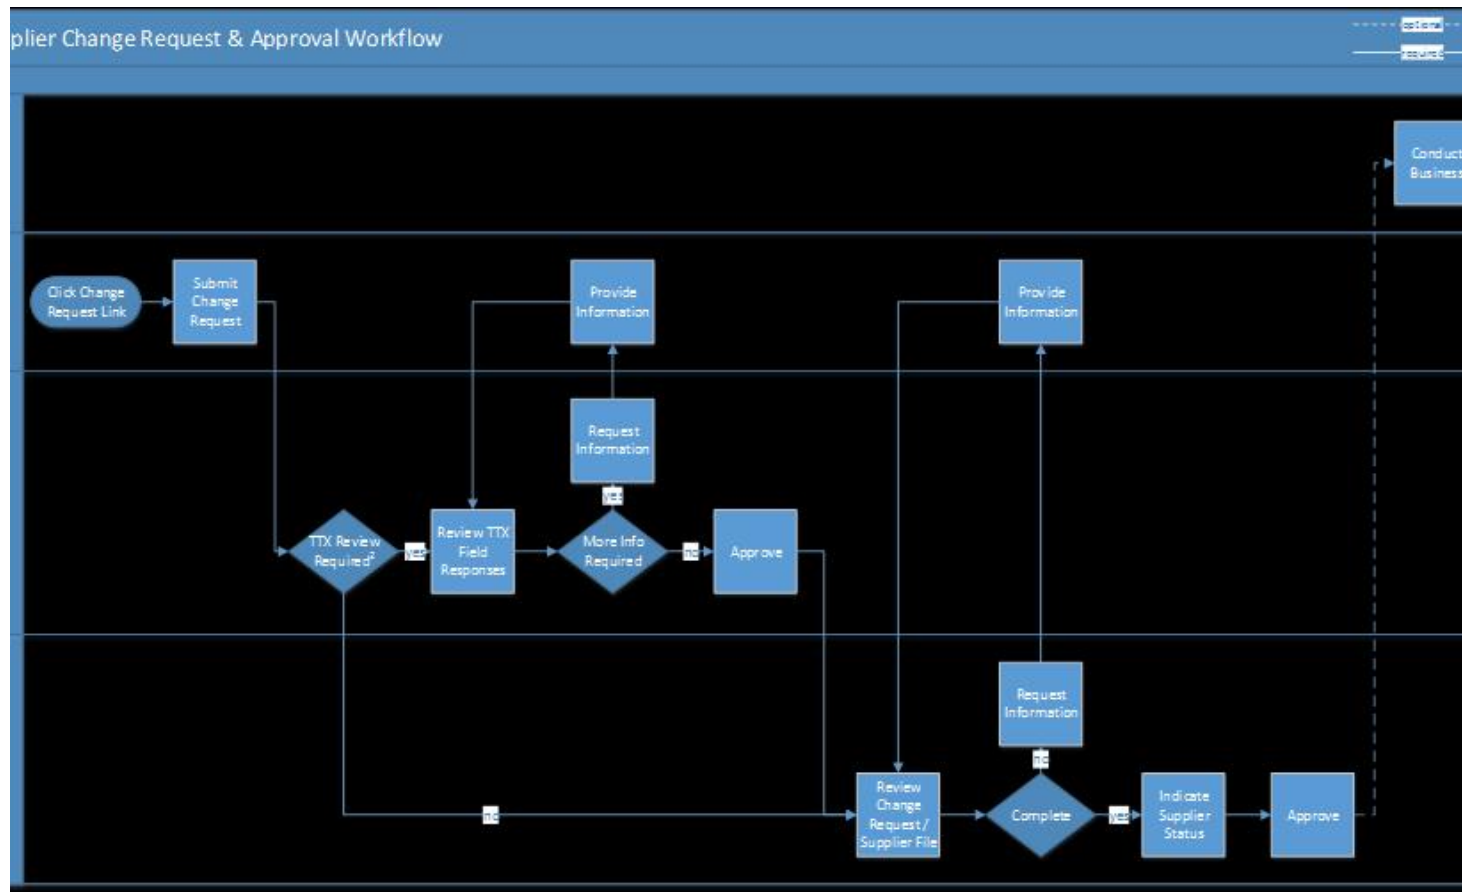 plier Change Request & Approval Workflow
optional
required
Conduct
Business
Click Change
Request Link
Submit
Change
Request
Provide
Information
Provide
Information
Request
Information
yes
TTX Review
Required²
yes
Review TTX
Field
Responses
More Info
Required
no
Approve
Request
Information
no
no
Review
Change
Request /
Supplier File
Complete
yes
Indicate
Supplier
Status
Approve